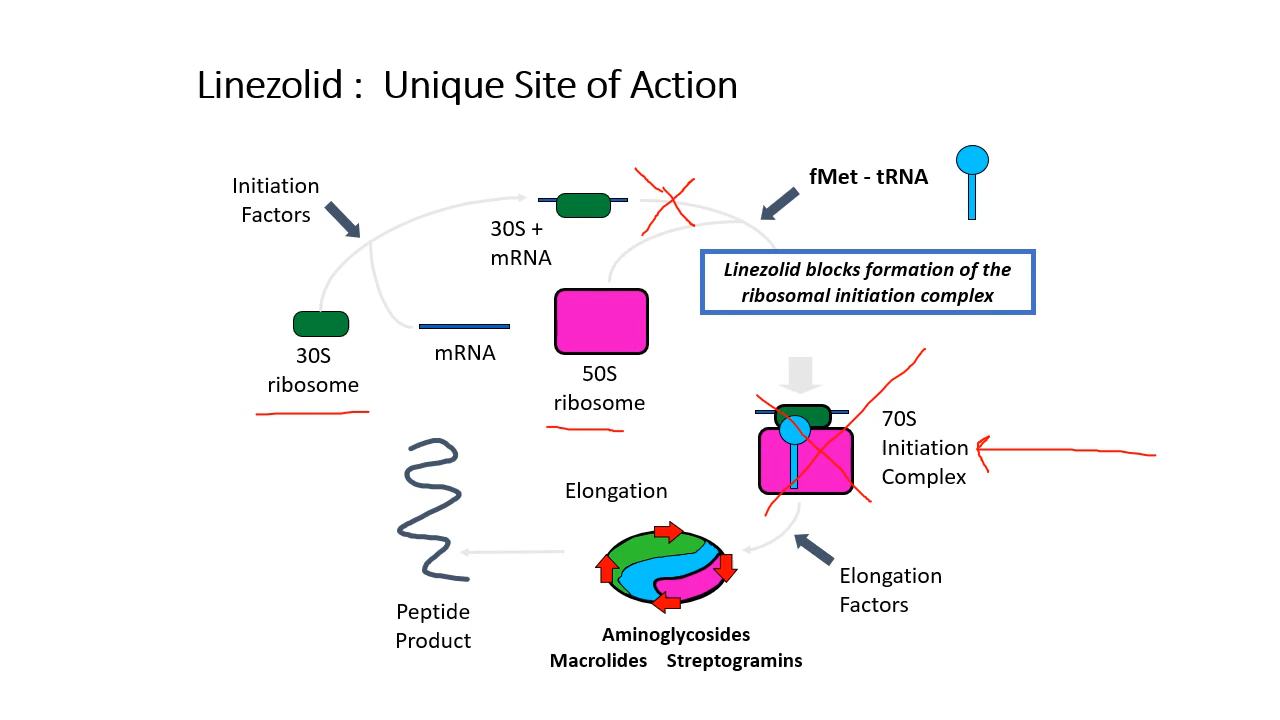 Linezolid :  Unique Site of Action
Initiation
Factors
fMet - tRNA
30S +
mRNA
Linezolid blocks formation of the
ribosomal initiation complex
30S
ribosome
mRNA
50S
ribosome
70S
Initiation
Complex
Elongation
Elongation
Factors
Peptide
Product
Aminoglycosides
Macrolides   Streptogramins